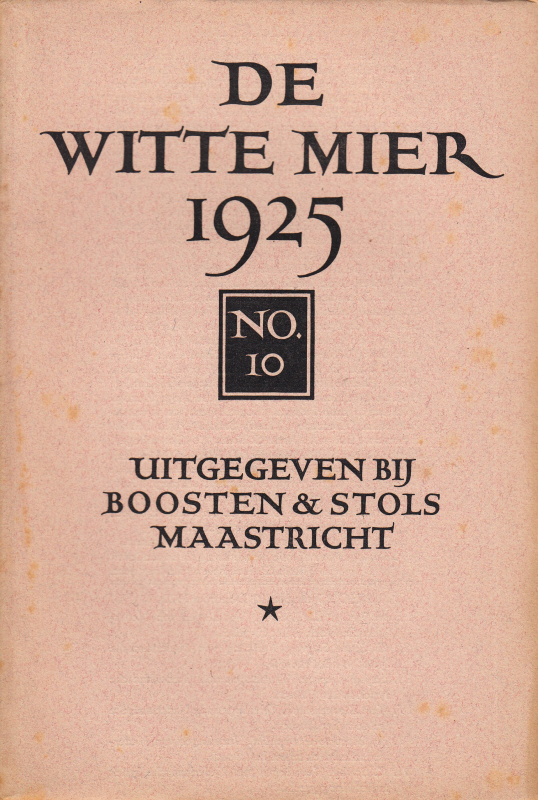 DE
WITTE MIER
1925
NO.
10
UITGEGEVEN BIJ
BOOSTEN & STOLS
MAASTRICHT